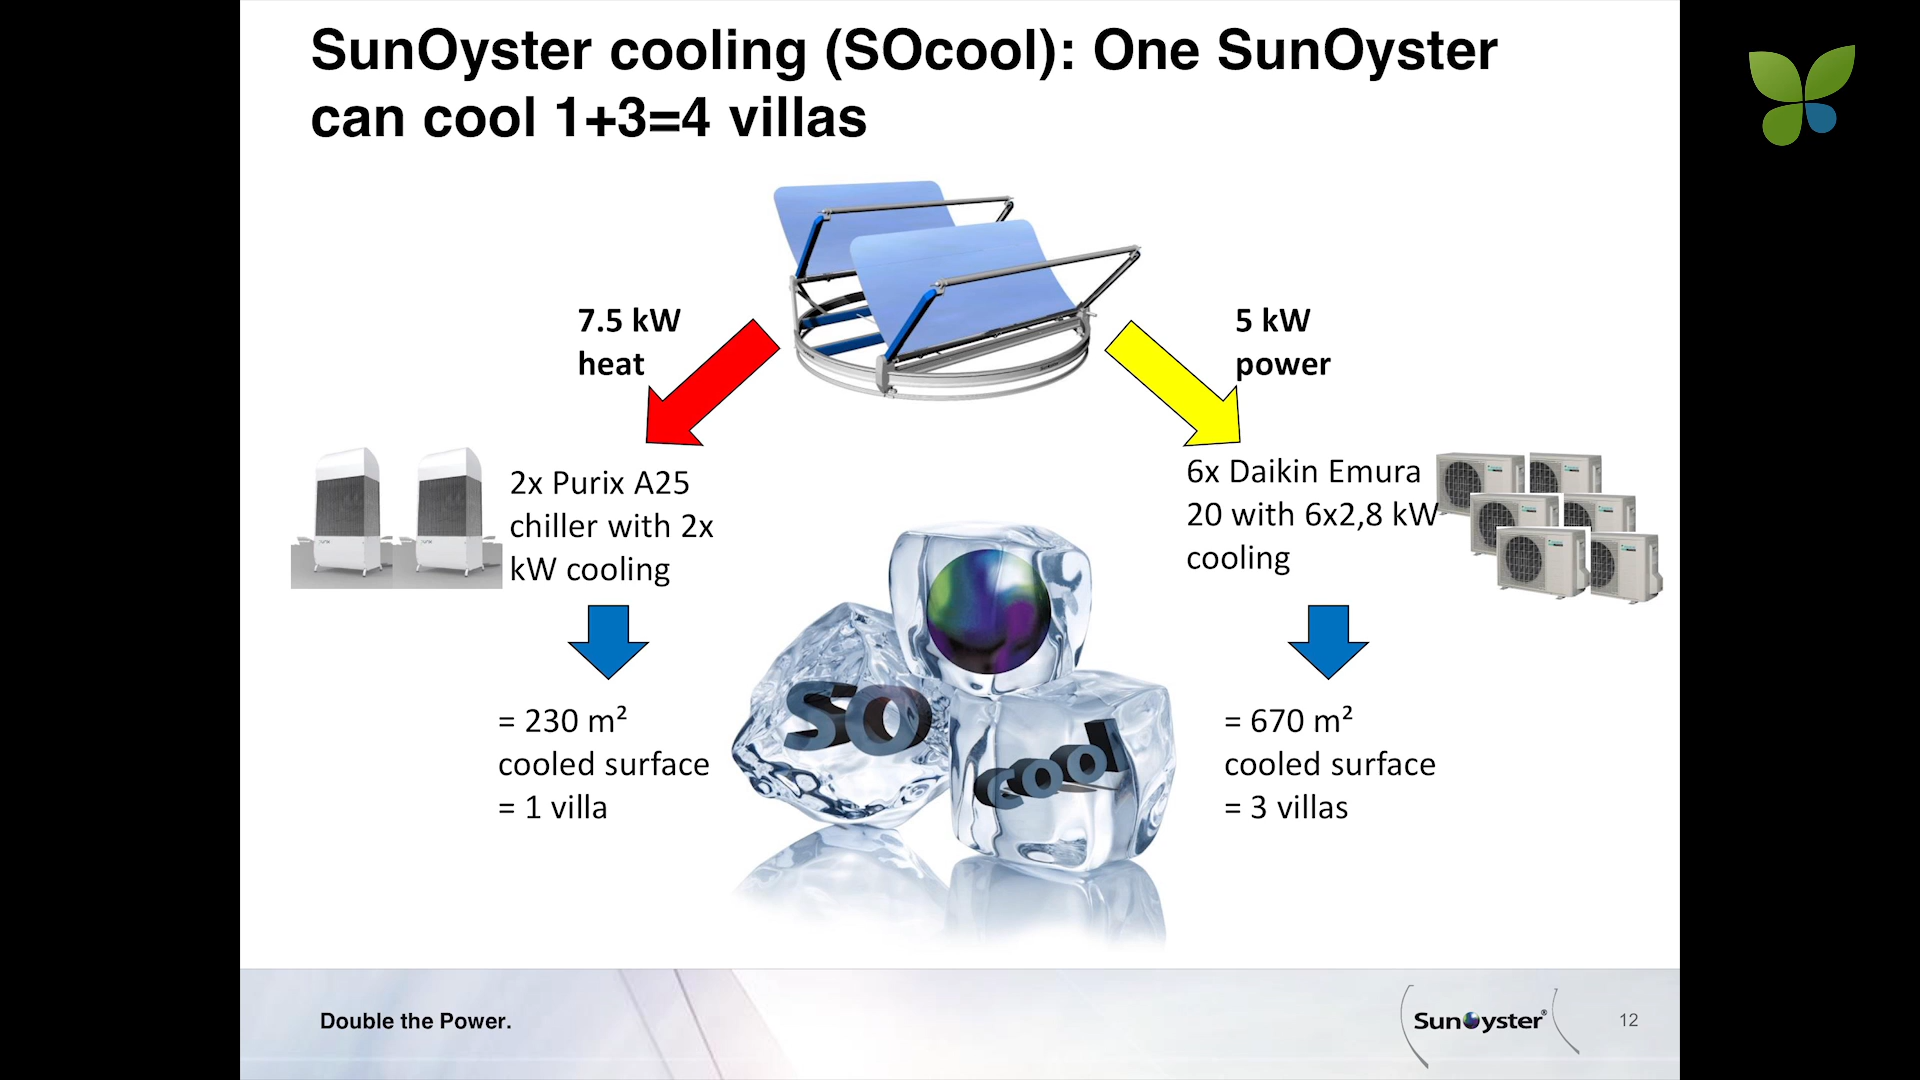 SunOyster cooling (SOcool): One SunOyster
can cool 1+3=4 villas
7.5 kW
heat
5 kW
power
2x Purix A25
chiller with 2x
kW cooling
6x Daikin Emura
20 with 6x2,8 kW
cooling
SO
cool
= 230 m²
cooled surface
= 1 villa
= 670 m²
cooled surface
= 3 villas
Double the Power.
SunOyster®
12